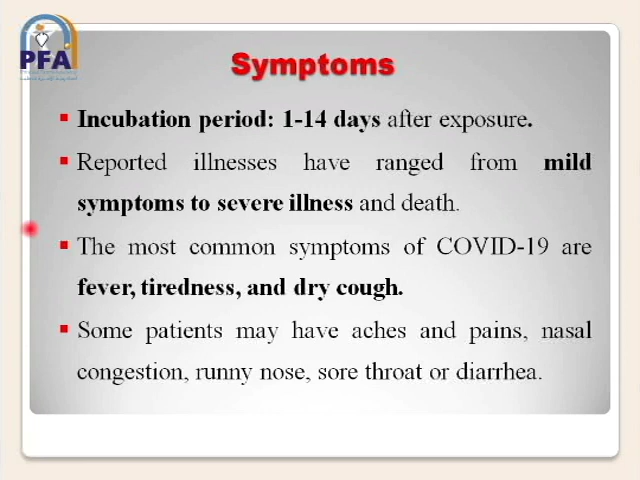 PFA
Symptoms
Incubation period: 1-14 days after exposure.
Reported illnesses have ranged from mild
symptoms to severe illness and death.
The most common symptoms of COVID-19 are
fever, tiredness, and dry cough.
Some patients may have aches and pains, nasal
congestion, runny nose, sore throat or diarrhea.